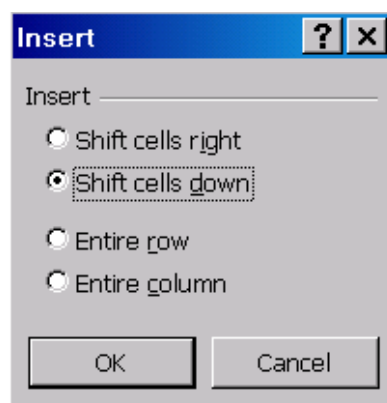 Insert
Insert
Shift cells right
Shift cells down
Entire row
Entire column
OK Cancel